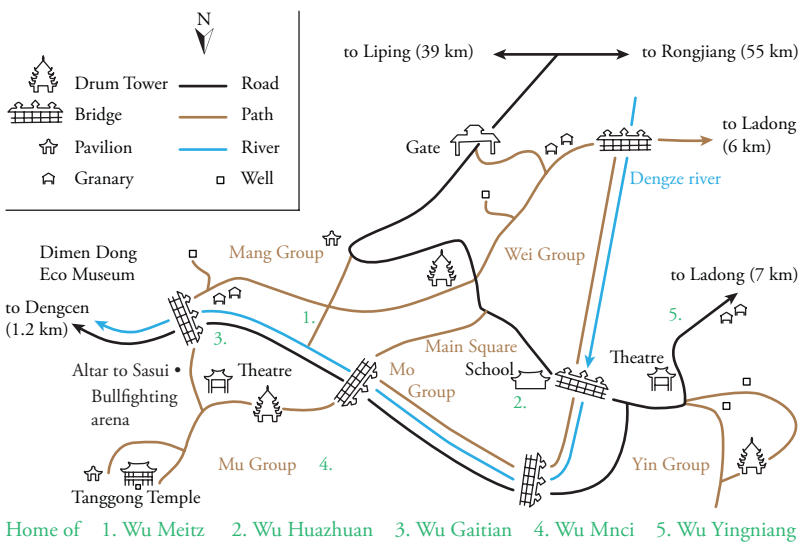 N
Drum Tower
Road
Bridge
Path
Pavilion
River
Granary
Well
to Liping (39 km)
to Rongjiang (55 km)
Gate
to Ladong
(6 km)
Dengze river
Dimen Dong
Eco Museum
Mang Group
Wei Group
to Ladong (7 km)
to Dengcen
(1.2 km)
1.
5.
3.
Main Square
School
Theatre
Altar to Sasui •
Theatre
Mo
Group
Bullfighting
arena
2.
Mu Group
4.
Yin Group
Tanggong Temple
Home of 1. Wu Meitz 2. Wu Huazhuan 3. Wu Gaitian 4. Wu Mnci 5. Wu Yingniang